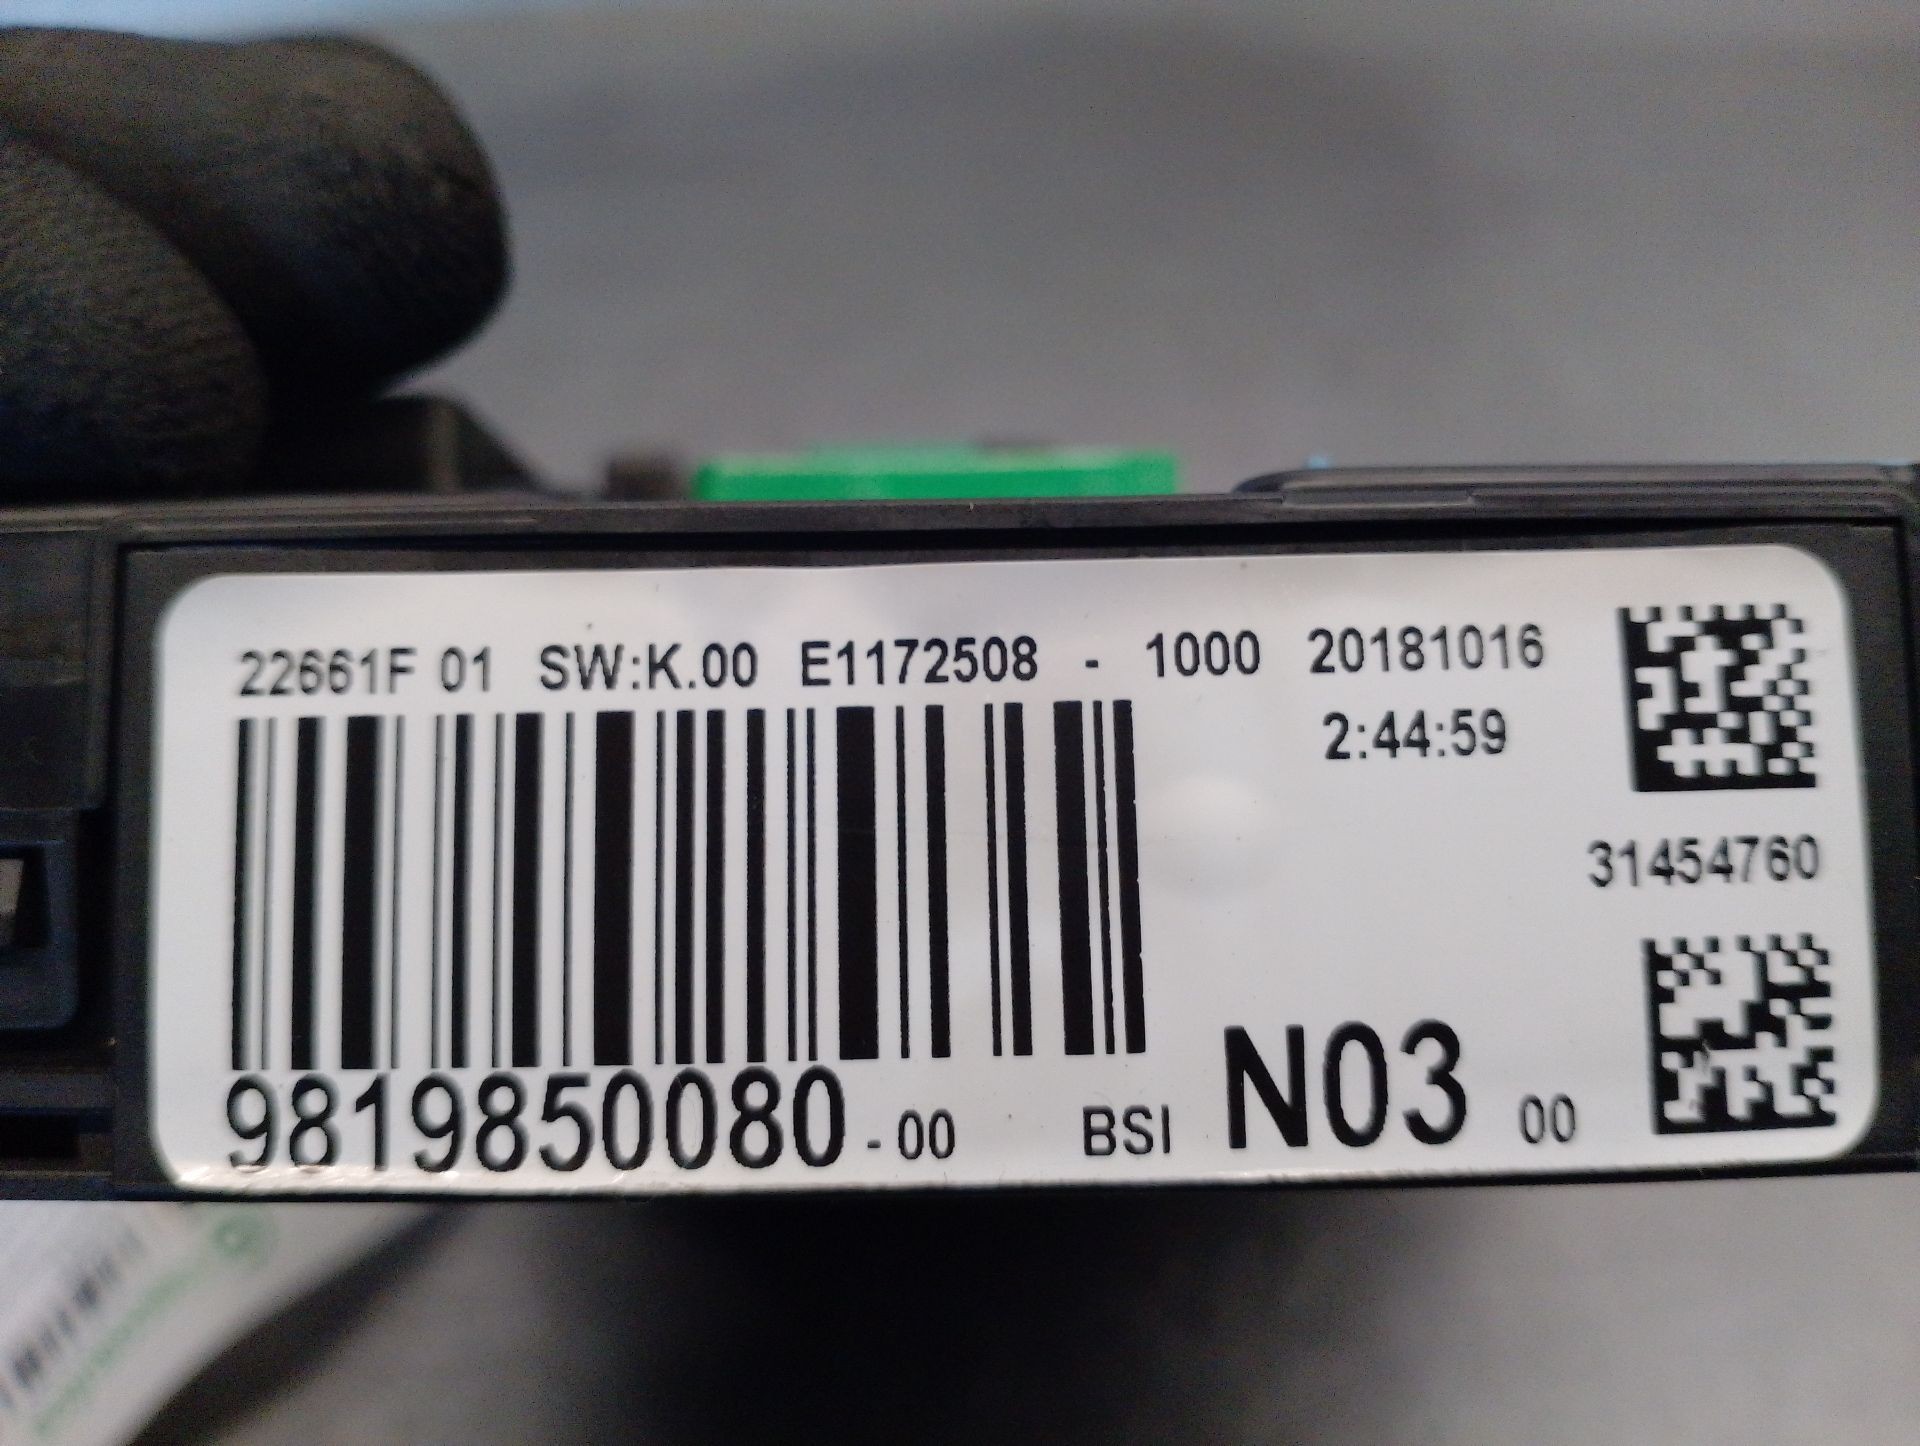 22661F 01 SW:K.00 E1172508 - 1000 20181016
2:44:59
31454760
9819850080 - 00 BSI N03 00